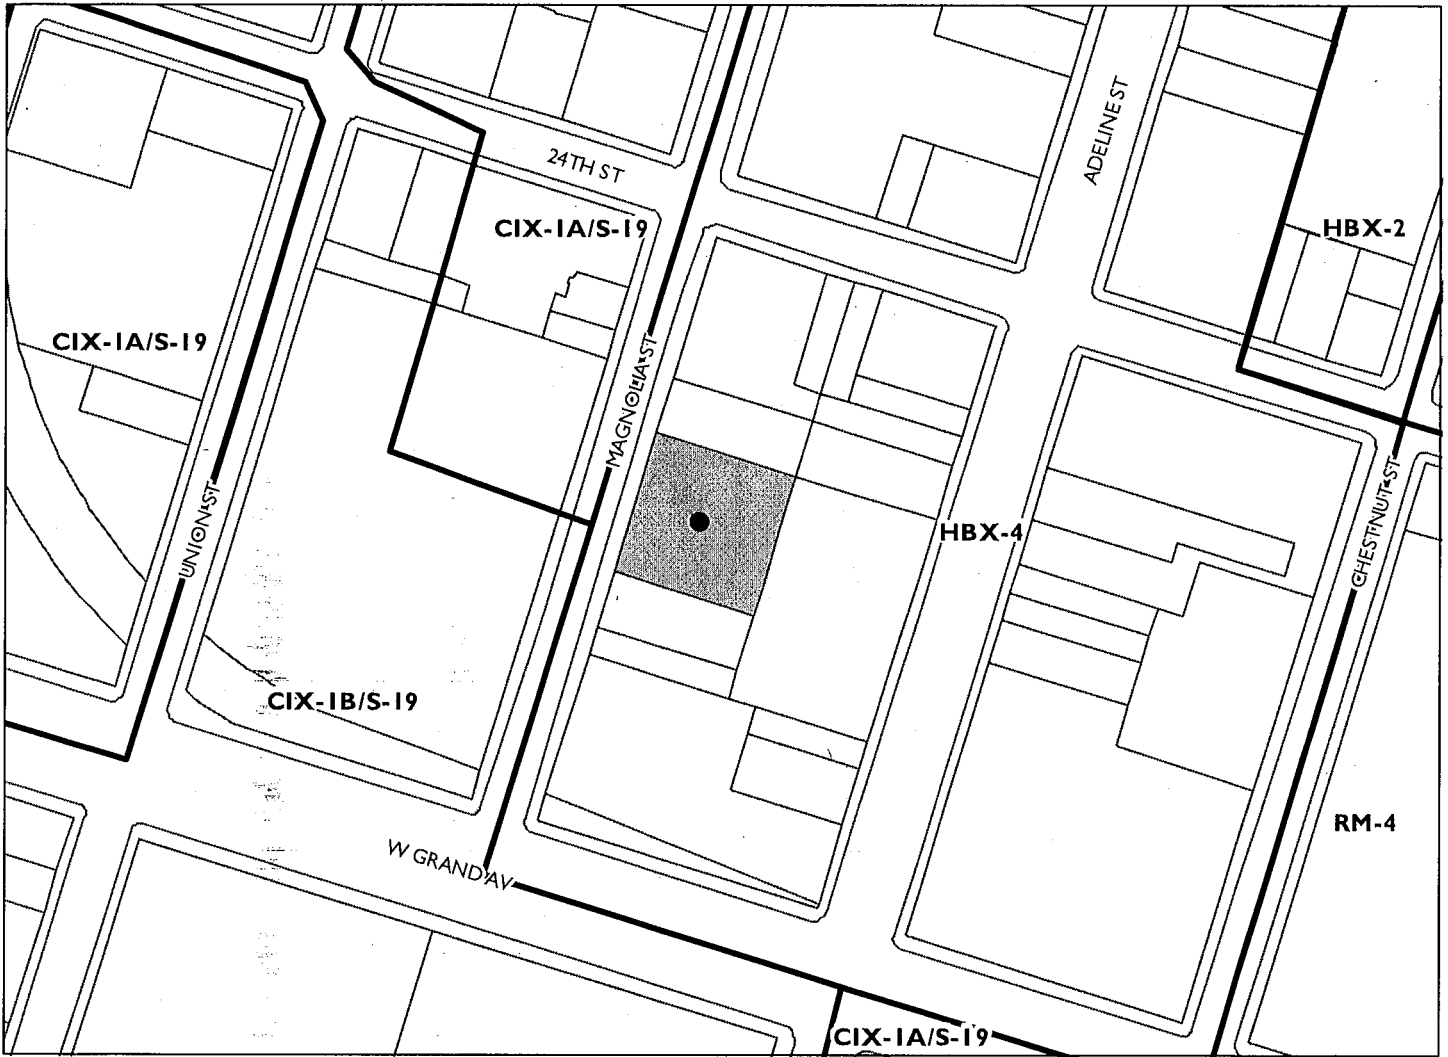 ADELINE ST
24TH ST
CIX-1A/S-19
HBX-2
CIX-1A/S-19
MAGNOLIA ST
UNION ST
HBX-4
CHESTNUT ST
CIX-1B/S-19
RM-4
W GRAND AV
CIX-1A/S-19